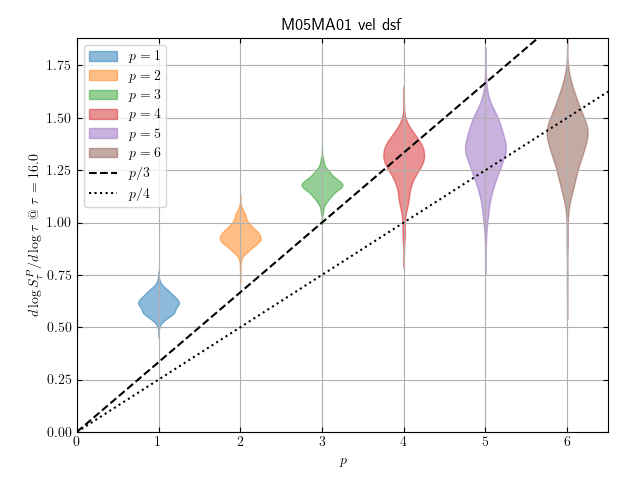 M05MA01 vel dsf
d log S_τ^P / d log τ @ τ = 16.0
1.75
1.50
1.25
1.00
0.75
0.50
0.25
0.00
p = 1
p = 2
p = 3
p = 4
p = 5
p = 6
p/3
p/4
0 1 2 3 4 5 6
p